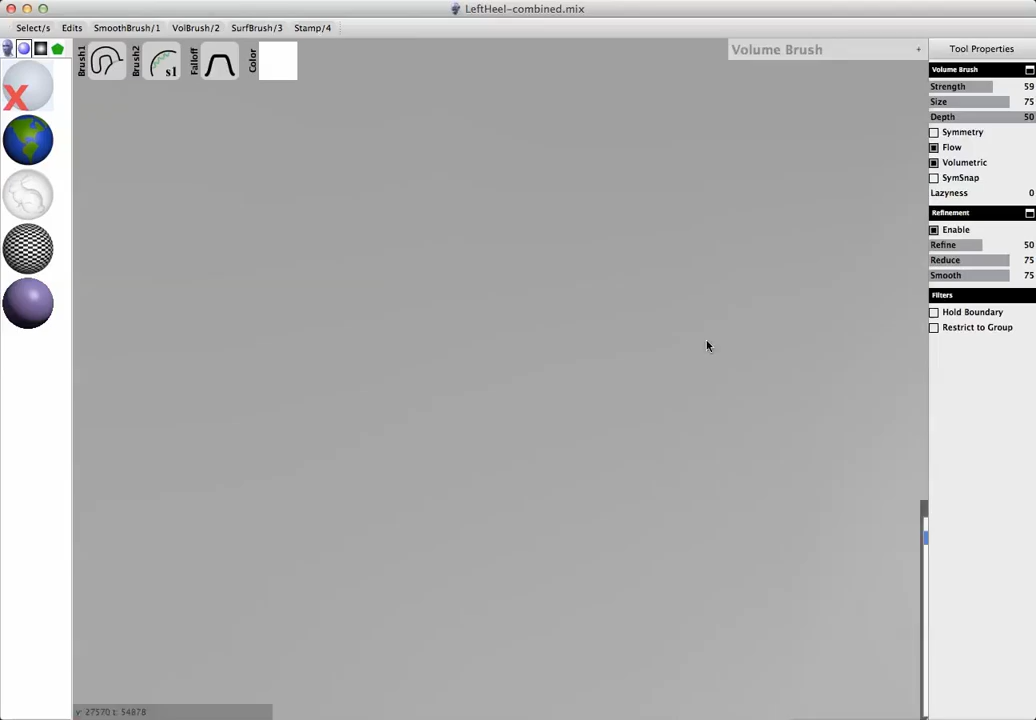 LeftHeel-combined.mix
Select/s Edits SmoothBrush/1 VolBrush/2 SurfBrush/3 Stamp/4
Brush1 Brush2 s1 Falloff Color
Volume Brush +
Tool Properties
Volume Brush
Strength 59
Size 75
Depth 50
Symmetry
Flow
Volumetric
SymSnap
Lazyness 0
Refinement
Enable
Refine 50
Reduce 75
Smooth 75
Filters
Hold Boundary
Restrict to Group
v: 27570 t: 54878